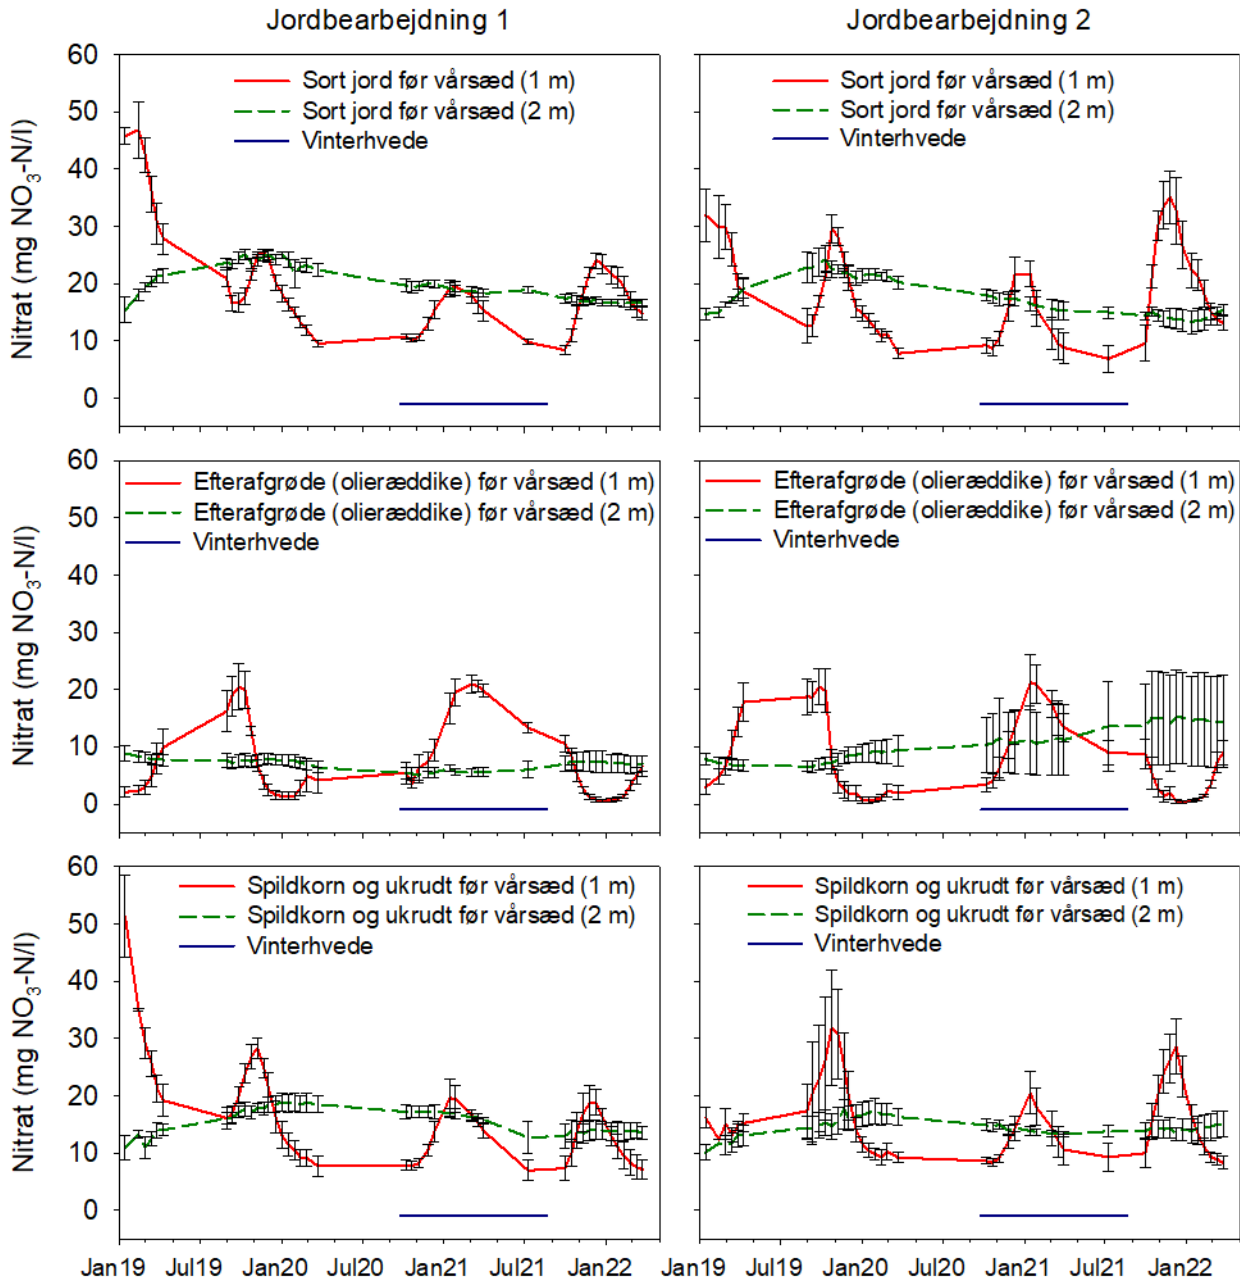 Jordbearbejdning 1
Jordbearbejdning 2
Nitrat (mg NO3-N/l)
60
50
40
30
20
10
0
Sort jord før vårsæd (1 m)
Sort jord før vårsæd (2 m)
Vinterhvede
Sort jord før vårsæd (1 m)
Sort jord før vårsæd (2 m)
Vinterhvede
Nitrat (mg NO3-N/l)
60
50
40
30
20
10
0
Efterafgrøde (olieræddike) før vårsæd (1 m)
Efterafgrøde (olieræddike) før vårsæd (2 m)
Vinterhvede
Efterafgrøde (olieræddike) før vårsæd (1 m)
Efterafgrøde (olieræddike) før vårsæd (2 m)
Vinterhvede
Nitrat (mg NO3-N/l)
60
50
40
30
20
10
0
Spildkorn og ukrudt før vårsæd (1 m)
Spildkorn og ukrudt før vårsæd (2 m)
Vinterhvede
Spildkorn og ukrudt før vårsæd (1 m)
Spildkorn og ukrudt før vårsæd (2 m)
Vinterhvede
Jan19 Jul19 Jan20 Jul20 Jan21 Jul21 Jan22
Jan19 Jul19 Jan20 Jul20 Jan21 Jul21 Jan22